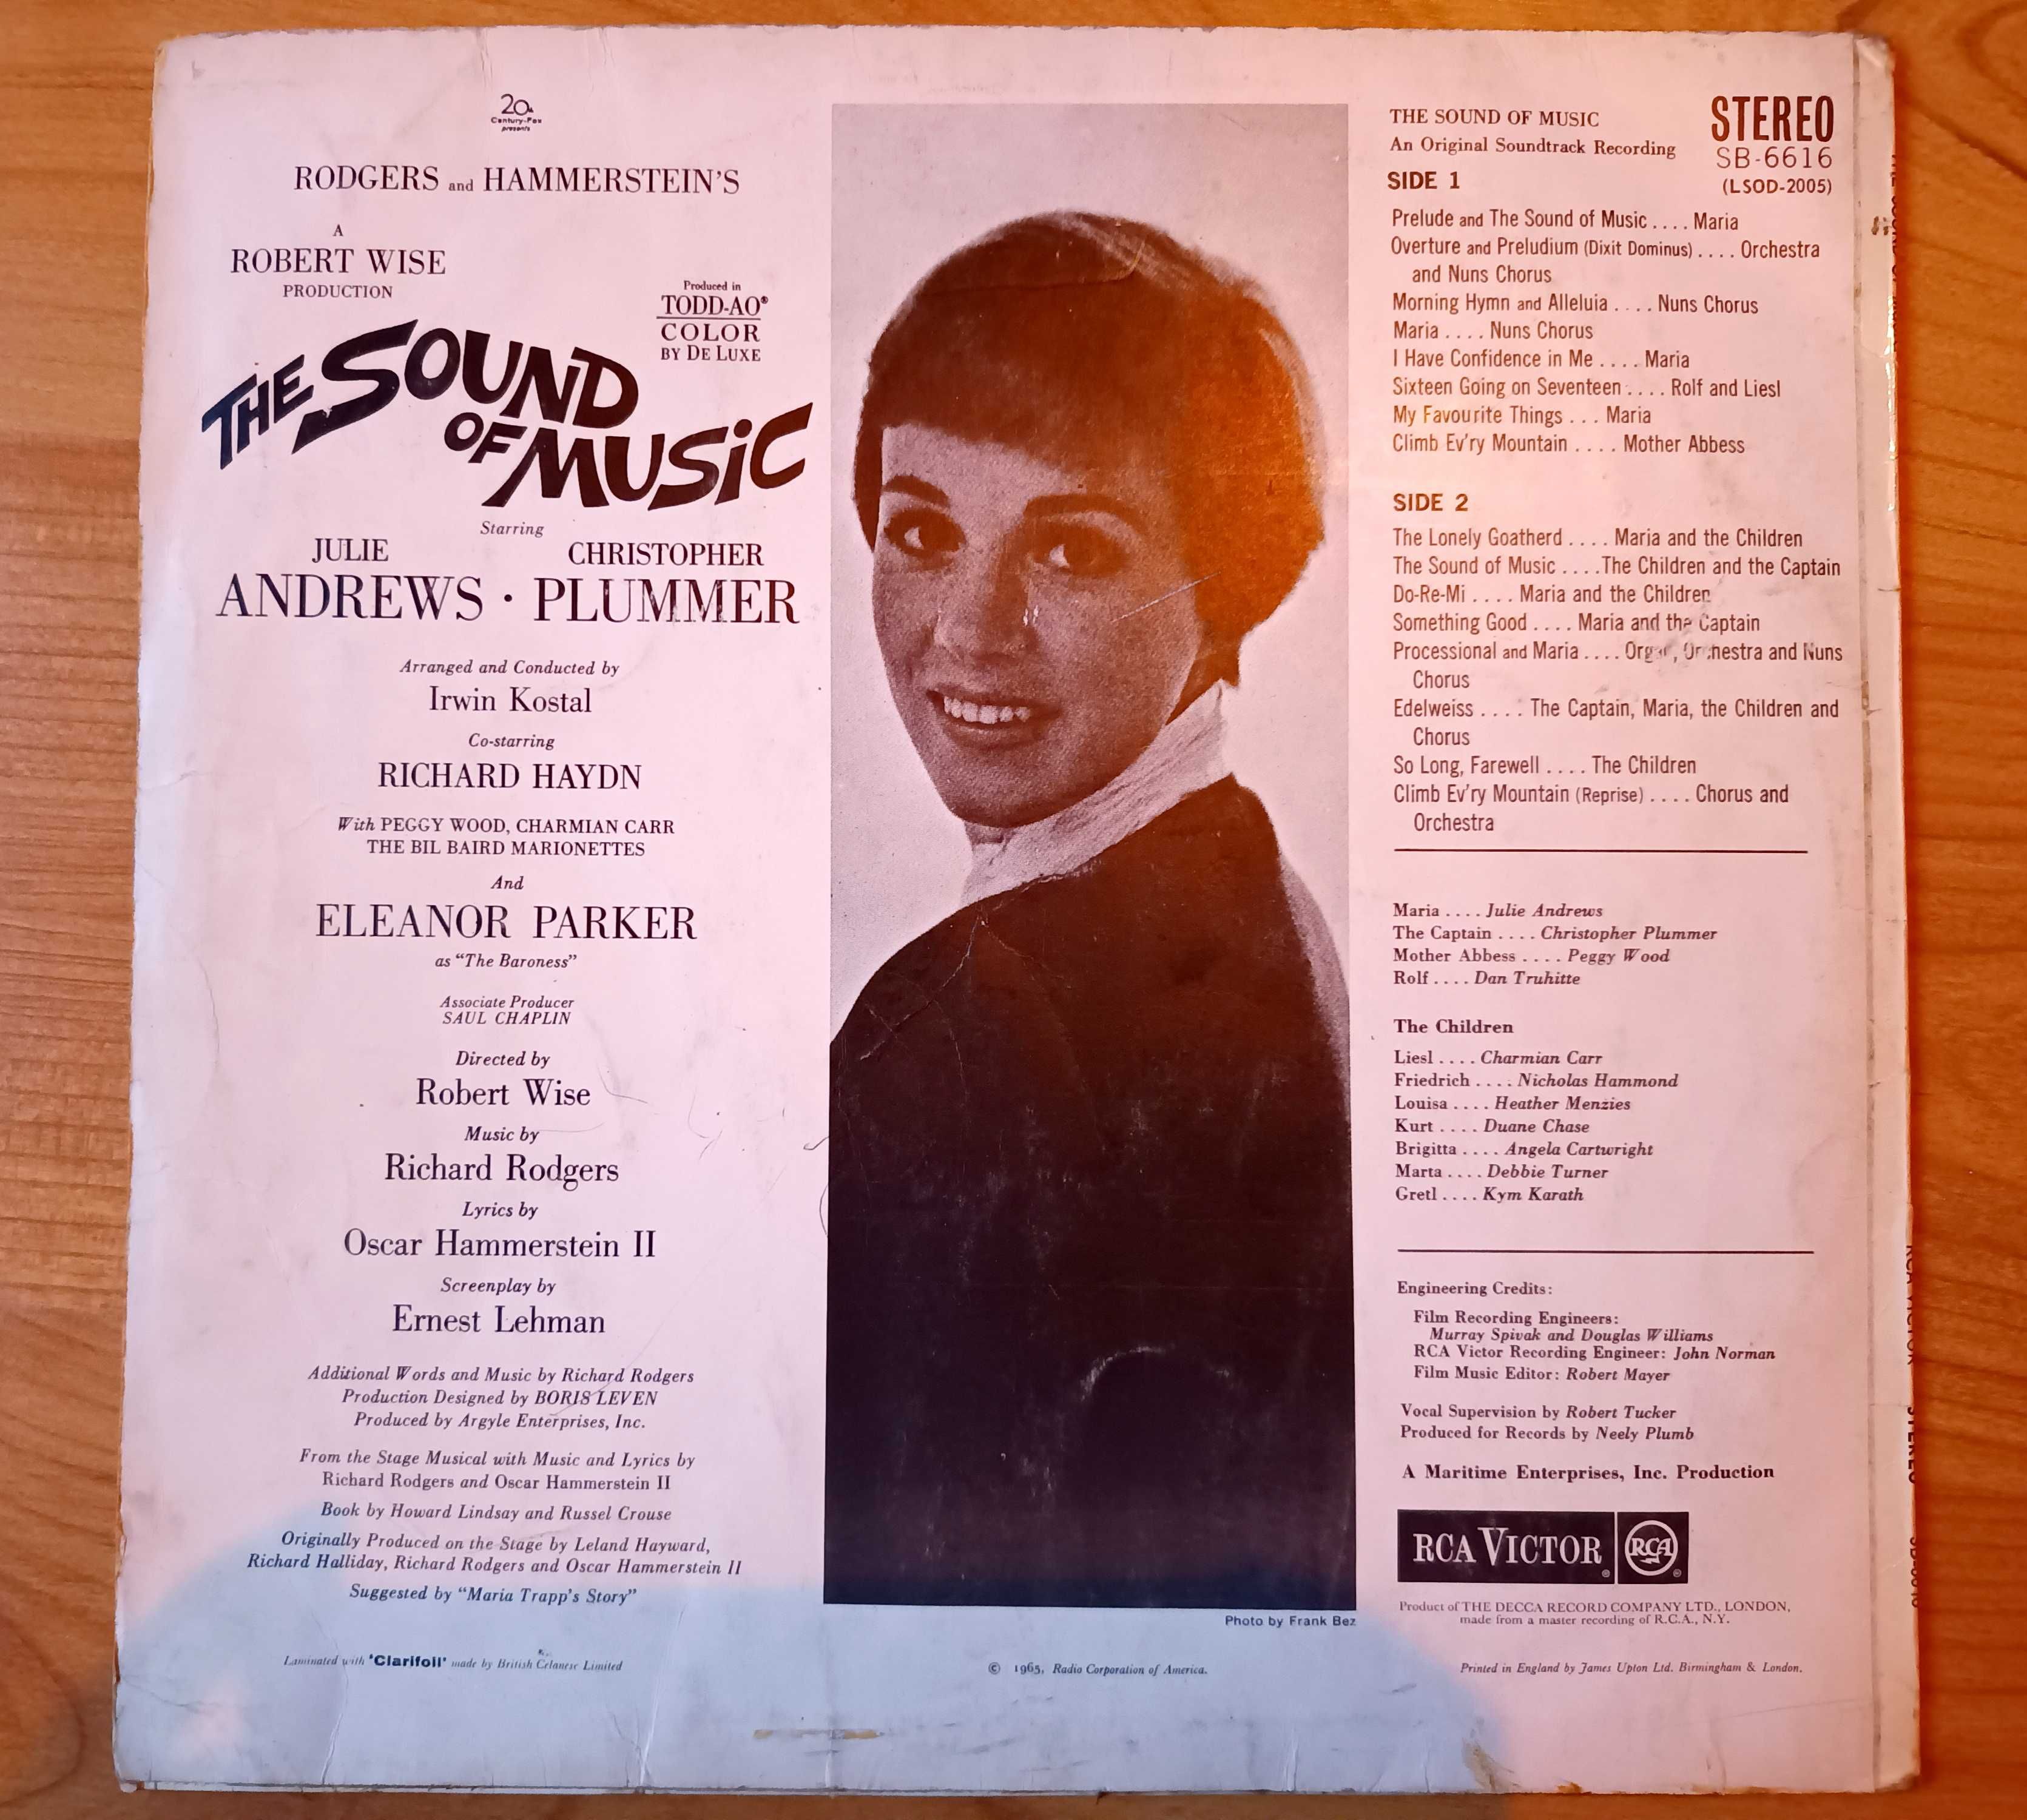 20th
Century-Fox
presents
RODGERS and HAMMERSTEIN'S
A
ROBERT WISE
PRODUCTION
Produced in
TODD-AO®
COLOR
BY DE LUXE
THE SOUND
OF MUSiC
Starring
JULIE CHRISTOPHER
ANDREWS · PLUMMER
Arranged and Conducted by
Irwin Kostal
Co-starring
RICHARD HAYDN
With PEGGY WOOD, CHARMIAN CARR
THE BIL BAIRD MARIONETTES
And
ELEANOR PARKER
as "The Baroness"
Associate Producer
SAUL CHAPLIN
Directed by
Robert Wise
Music by
Richard Rodgers
Lyrics by
Oscar Hammerstein II
Screenplay by
Ernest Lehman
Additional Words and Music by Richard Rodgers
Production Designed by BORIS LEVEN
Produced by Argyle Enterprises, Inc.
From the Stage Musical with Music and Lyrics by
Richard Rodgers and Oscar Hammerstein II
Book by Howard Lindsay and Russel Crouse
Originally Produced on the Stage by Leland Hayward,
Richard Halliday, Richard Rodgers and Oscar Hammerstein II
Suggested by "Maria Trapp's Story"
Laminated with 'Clarifoil' made by British Celanese Limited
Photo by Frank Bez
© 1965, Radio Corporation of America.
THE SOUND OF MUSIC
An Original Soundtrack Recording
STEREO
SB-6616
(LSOD-2005)
SIDE 1
Prelude and The Sound of Music .... Maria
Overture and Preludium (Dixit Dominus) .... Orchestra
and Nuns Chorus
Morning Hymn and Alleluia .... Nuns Chorus
Maria .... Nuns Chorus
I Have Confidence in Me .... Maria
Sixteen Going on Seventeen .... Rolf and Liesl
My Favourite Things ... Maria
Climb Ev'ry Mountain .... Mother Abbess
SIDE 2
The Lonely Goatherd .... Maria and the Children
The Sound of Music ....The Children and the Captain
Do-Re-Mi .... Maria and the Children
Something Good .... Maria and the Captain
Processional and Maria .... Organ, Orchestra and Nuns
Chorus
Edelweiss .... The Captain, Maria, the Children and
Chorus
So Long, Farewell .... The Children
Climb Ev'ry Mountain (Reprise) .... Chorus and
Orchestra
Maria .... Julie Andrews
The Captain .... Christopher Plummer
Mother Abbess .... Peggy Wood
Rolf .... Dan Truhitte
The Children
Liesl .... Charmian Carr
Friedrich .... Nicholas Hammond
Louisa .... Heather Menzies
Kurt .... Duane Chase
Brigitta .... Angela Cartwright
Marta .... Debbie Turner
Gretl .... Kym Karath
Engineering Credits:
Film Recording Engineers:
Murray Spivak and Douglas Williams
RCA Victor Recording Engineer: John Norman
Film Music Editor: Robert Mayer
Vocal Supervision by Robert Tucker
Produced for Records by Neely Plumb
A Maritime Enterprises, Inc. Production
RCA VICTOR ® RCA ®
Product of THE DECCA RECORD COMPANY LTD., LONDON,
made from a master recording of R.C.A., N.Y.
Printed in England by James Upton Ltd. Birmingham & London.